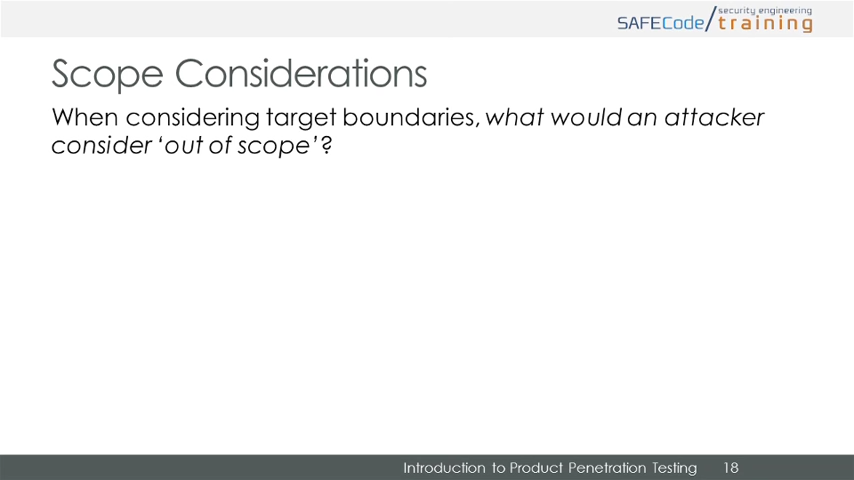 security engineering
SAFECode/training
Scope Considerations
When considering target boundaries, what would an attacker
consider ‘out of scope’?
Introduction to Product Penetration Testing 18